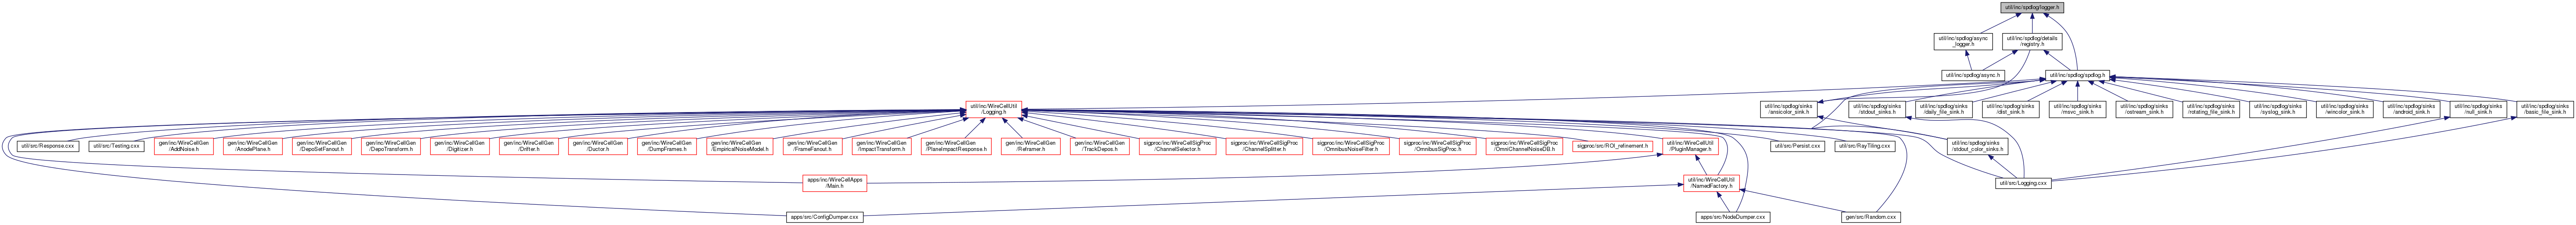 util/inc/spdlog/logger.h
util/inc/spdlog/async
_logger.h
util/inc/spdlog/details
/registry.h
util/inc/spdlog/async.h
util/inc/spdlog/spdlog.h
util/inc/WireCellUtil
/Logging.h
util/inc/spdlog/sinks
/ansicolor_sink.h
util/inc/spdlog/sinks
/stdout_sinks.h
util/inc/spdlog/sinks
/daily_file_sink.h
util/inc/spdlog/sinks
/dist_sink.h
util/inc/spdlog/sinks
/msvc_sink.h
util/inc/spdlog/sinks
/ostream_sink.h
util/inc/spdlog/sinks
/rotating_file_sink.h
util/inc/spdlog/sinks
/syslog_sink.h
util/inc/spdlog/sinks
/wincolor_sink.h
util/inc/spdlog/sinks
/android_sink.h
util/inc/spdlog/sinks
/null_sink.h
util/inc/spdlog/sinks
/basic_file_sink.h
util/src/Response.cxx
util/src/Testing.cxx
gen/inc/WireCellGen
/AddNoise.h
gen/inc/WireCellGen
/AnodePlane.h
gen/inc/WireCellGen
/DepoSetFanout.h
gen/inc/WireCellGen
/DepoTransform.h
gen/inc/WireCellGen
/Digitizer.h
gen/inc/WireCellGen
/Drifter.h
gen/inc/WireCellGen
/Ductor.h
gen/inc/WireCellGen
/DumpFrames.h
gen/inc/WireCellGen
/EmpiricalNoiseModel.h
gen/inc/WireCellGen
/FrameFanout.h
gen/inc/WireCellGen
/ImpactTransform.h
gen/inc/WireCellGen
/PlaneImpactResponse.h
gen/inc/WireCellGen
/Reframer.h
gen/inc/WireCellGen
/TrackDepos.h
sigproc/inc/WireCellSigProc
/ChannelSelector.h
sigproc/inc/WireCellSigProc
/ChannelSplitter.h
sigproc/inc/WireCellSigProc
/OmnibusNoiseFilter.h
sigproc/inc/WireCellSigProc
/OmnibusSigProc.h
sigproc/inc/WireCellSigProc
/OmniChannelNoiseDB.h
sigproc/src/ROI_refinement.h
util/inc/WireCellUtil
/PluginManager.h
util/src/Persist.cxx
util/src/RayTiling.cxx
util/inc/spdlog/sinks
/stdout_color_sinks.h
apps/inc/WireCellApps
/Main.h
util/inc/WireCellUtil
/NamedFactory.h
util/src/Logging.cxx
apps/src/ConfigDumper.cxx
apps/src/NodeDumper.cxx
gen/src/Random.cxx